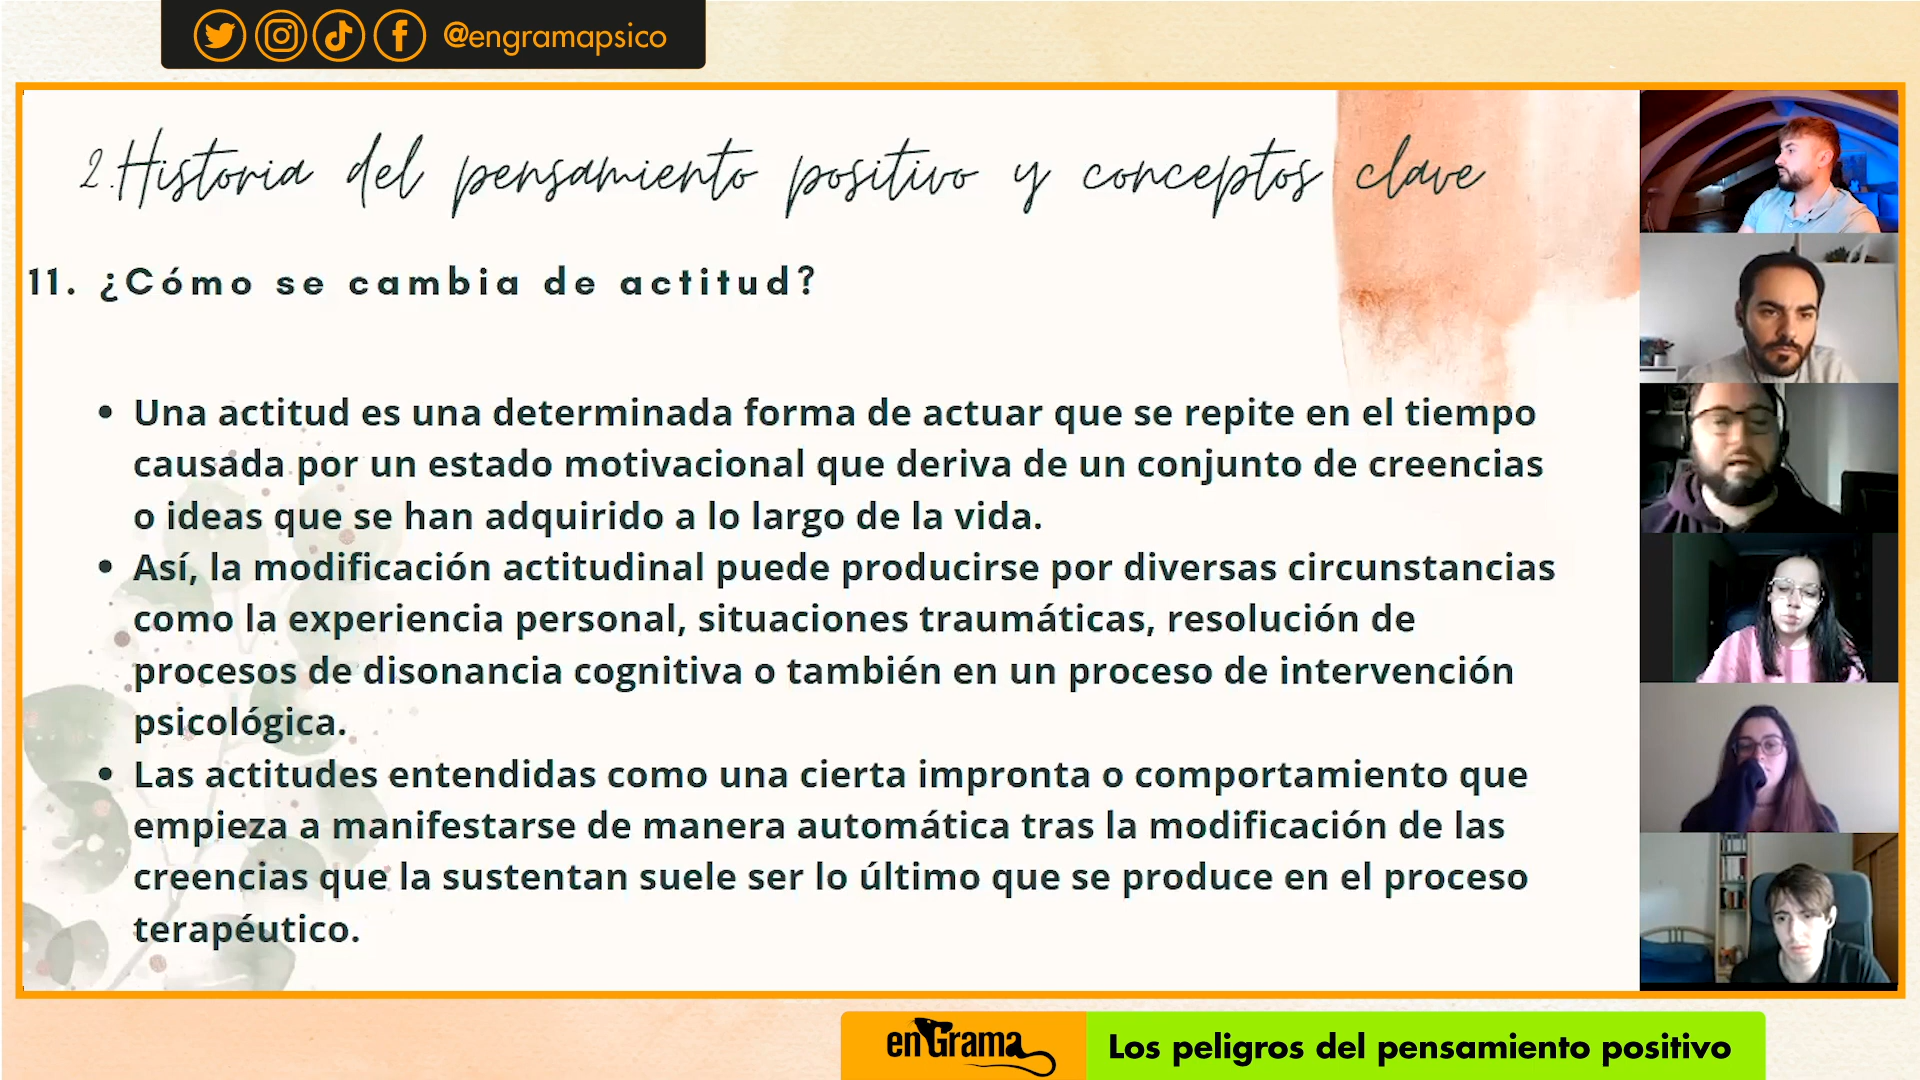 @engramapsico
2.Historia del pensamiento positivo y conceptos clave
11. ¿Cómo se cambia de actitud?
• Una actitud es una determinada forma de actuar que se repite en el tiempo
causada por un estado motivacional que deriva de un conjunto de creencias
o ideas que se han adquirido a lo largo de la vida.
• Así, la modificación actitudinal puede producirse por diversas circunstancias
como la experiencia personal, situaciones traumáticas, resolución de
procesos de disonancia cognitiva o también en un proceso de intervención
psicológica.
• Las actitudes entendidas como una cierta impronta o comportamiento que
empieza a manifestarse de manera automática tras la modificación de las
creencias que la sustentan suele ser lo último que se produce en el proceso
terapéutico.
enGrama
Los peligros del pensamiento positivo